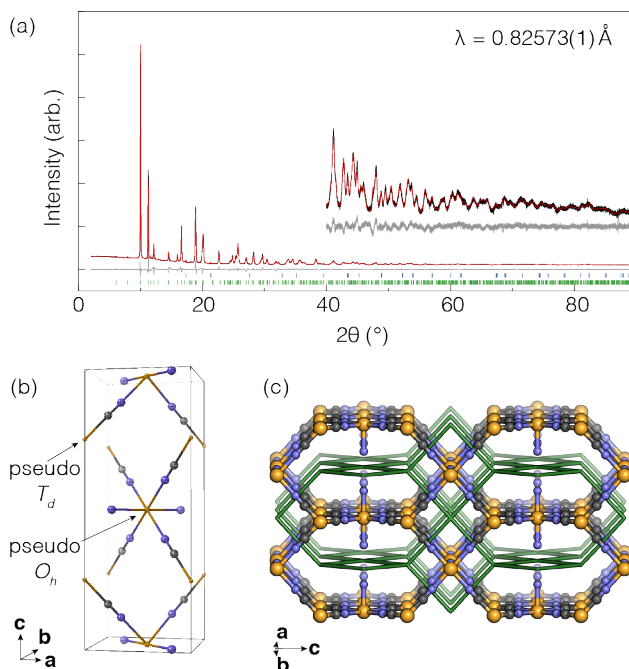 (a)
λ = 0.82573(1) Å
Intensity (arb.)
0
20
40
60
80
2θ (°)
(b)
(c)
pseudo
T_d
pseudo
O_h
c
b
a
a
c
b